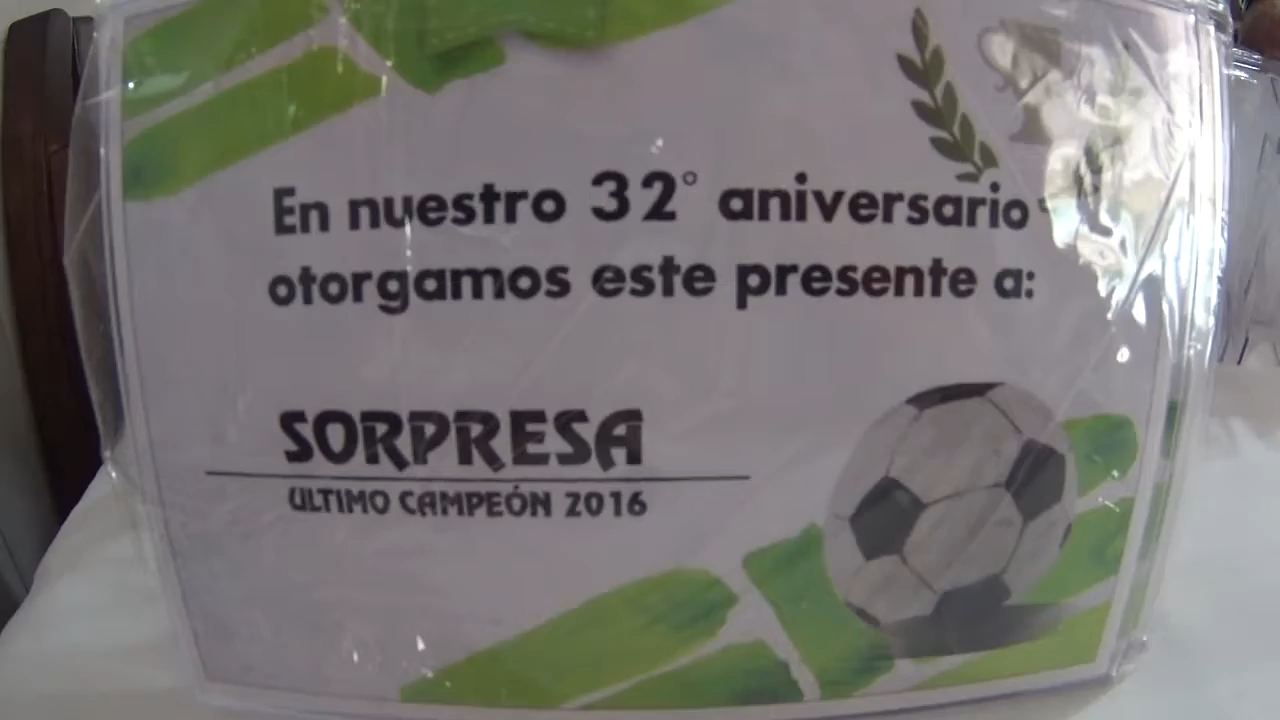 En nuestro 32° aniversario
otorgamos este presente a:
SORPRESA
ULTIMO CAMPEÓN 2016